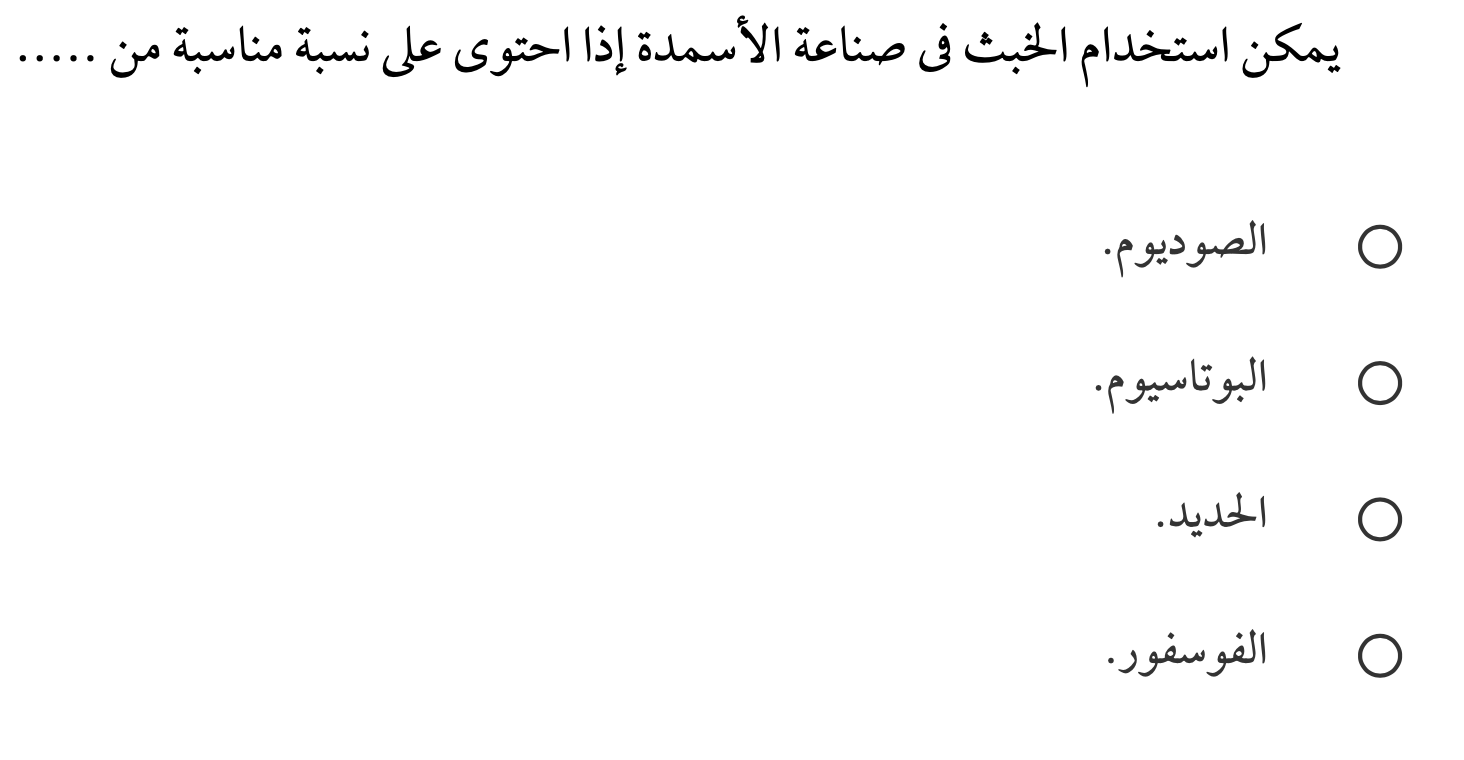 يمكن استخدام الخبث فى صناعة الأسمدة إذا احتوى على نسبة مناسبة من .....
الصوديوم.
البوتاسيوم.
الحديد.
الفوسفور.